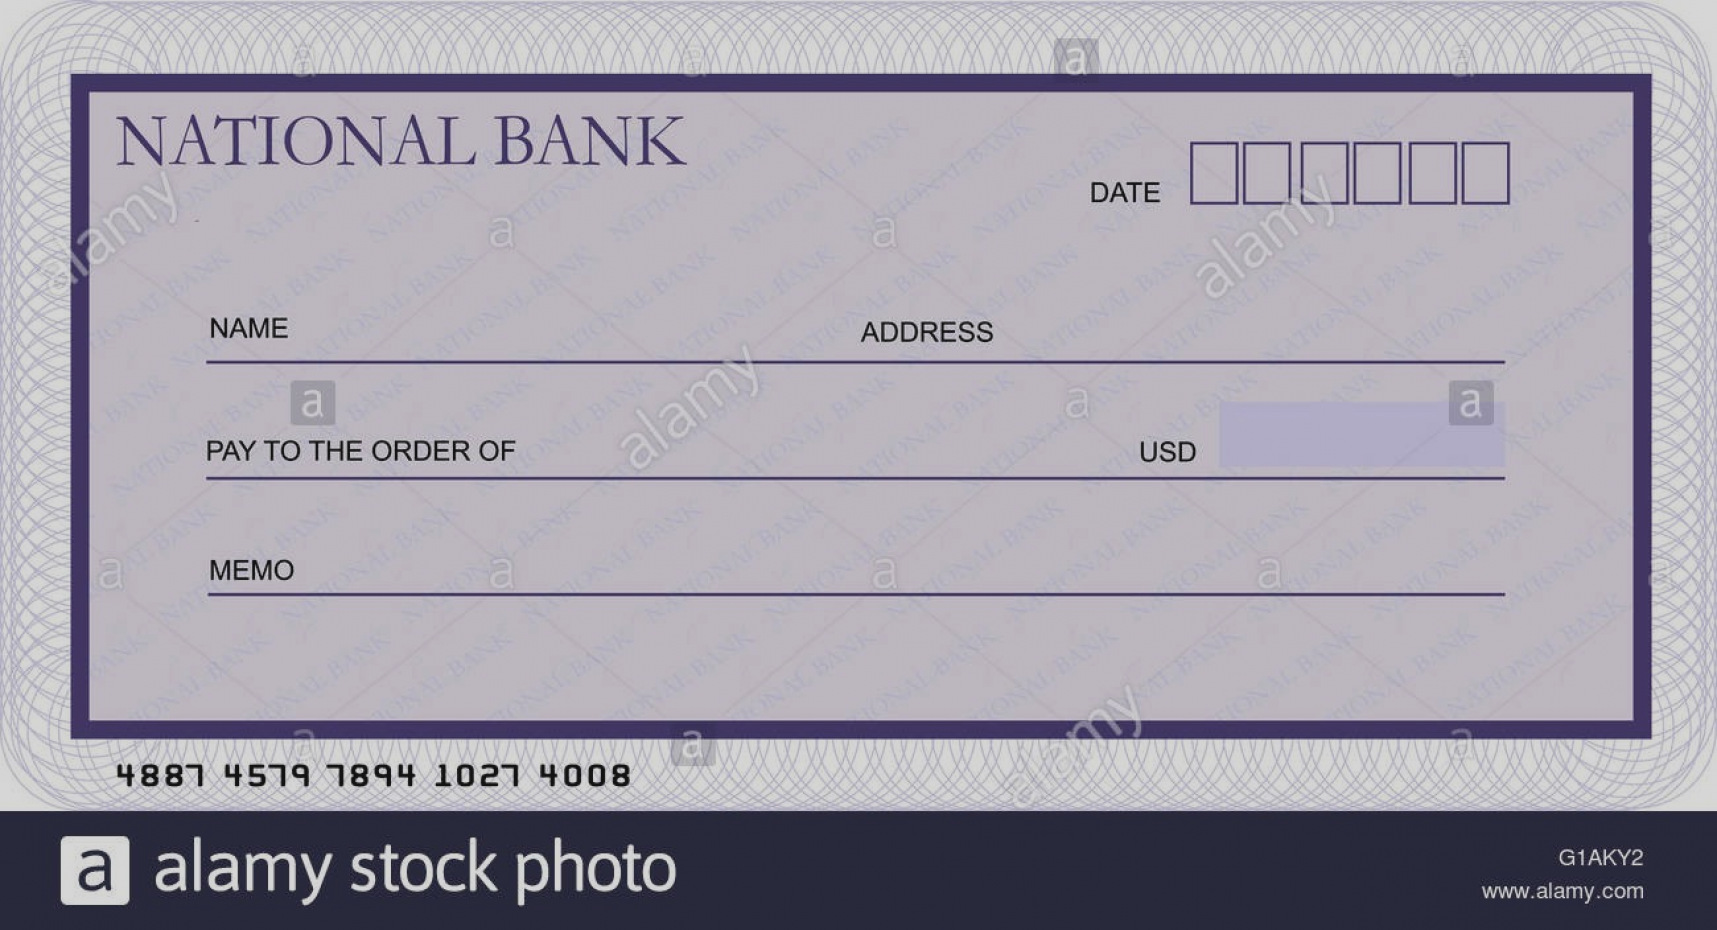 NATIONAL BANK
DATE
NAME ADDRESS
PAY TO THE ORDER OF USD
MEMO
4887 4579 7894 1027 4008
a alamy stock photo
G1AKY2
www.alamy.com